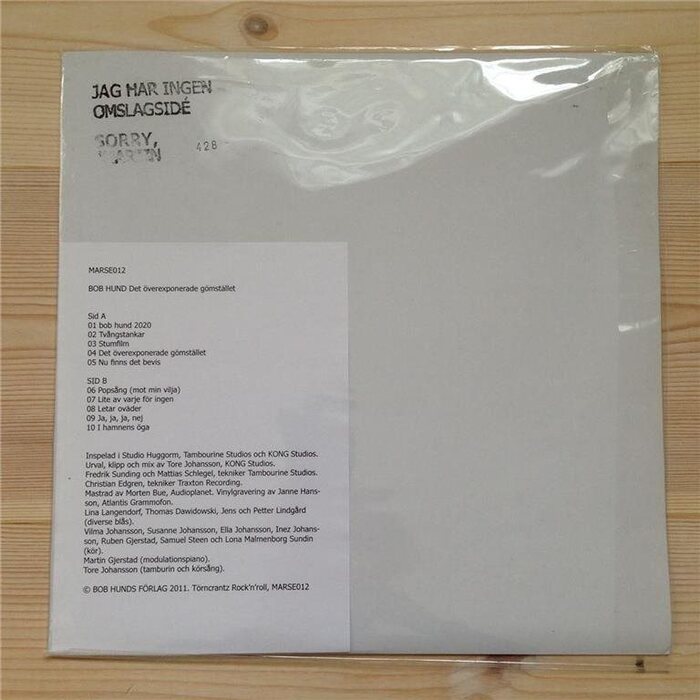 JAG HAR INGEN
OMSLAGSIDÉ
SORRY,
MARTIN
428
MARSE012
BOB HUND Det överexponerade gömstället
Sid A
01 bob hund 2020
02 Tvångstankar
03 Stumfilm
04 Det överexponerade gömstället
05 Nu finns det bevis
SID B
06 Popsång (mot min vilja)
07 Lite av varje för ingen
08 Letar oväder
09 Ja, ja, ja, nej
10 I hamnens öga
Inspelad i Studio Huggorm, Tambourine Studios och KONG Studios.
Urval, klipp och mix av Tore Johansson, KONG Studios.
Fredrik Sunding och Mattias Schlegel, tekniker Tambourine Studios.
Christian Edgren, tekniker Traxton Recording.
Mastrad av Morten Bue, Audioplanet. Vinylgravering av Janne Hans-
son, Atlantis Grammofon.
Lina Langendorf, Thomas Dawidowski, Jens och Petter Lindgård
(diverse blås).
Vilma Johansson, Susanne Johansson, Ella Johansson, Inez Johans-
son, Ruben Gjerstad, Samuel Steen och Lona Malmenborg Sundin
(kör).
Martin Gjerstad (modulationspiano).
Tore Johansson (tamburin och körsång).
© BOB HUNDS FÖRLAG 2011. Törncrantz Rock'n'roll, MARSE012